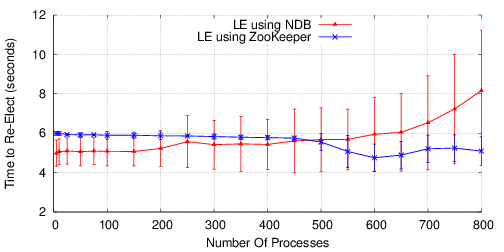 12
LE using NDB
LE using ZooKeeper
10
8
6
4
2
Time to Re-Elect (seconds)
0 100 200 300 400 500 600 700 800
Number Of Processes